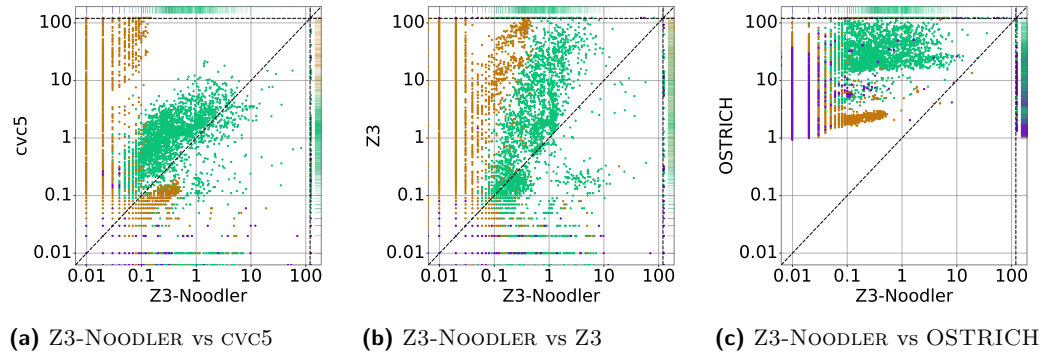 100
10
1
0.1
0.01
cvc5
0.01 0.1 1 10 100
Z3-Noodler
100
10
1
0.1
0.01
Z3
0.01 0.1 1 10 100
Z3-Noodler
100
10
1
0.1
0.01
OSTRICH
0.01 0.1 1 10 100
Z3-Noodler
(a) Z3-NOODLER vs CVC5
(b) Z3-NOODLER vs Z3
(c) Z3-NOODLER vs OSTRICH